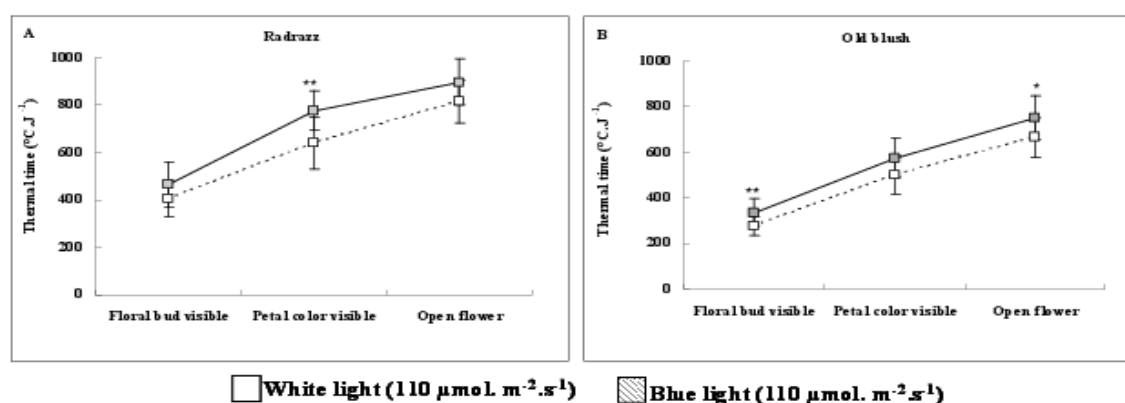 A
Radrazz
**
1000
800
600
400
200
0
Thermal time (°C.J⁻¹)
Floral bud visible Petal color visible Open flower
B
Old blush
**
*
1000
800
600
400
200
0
Thermal time (°C.J⁻¹)
Floral bud visible Petal color visible Open flower
White light (110 µmol. m⁻².s¹) Blue light (110 µmol. m⁻².s¹)